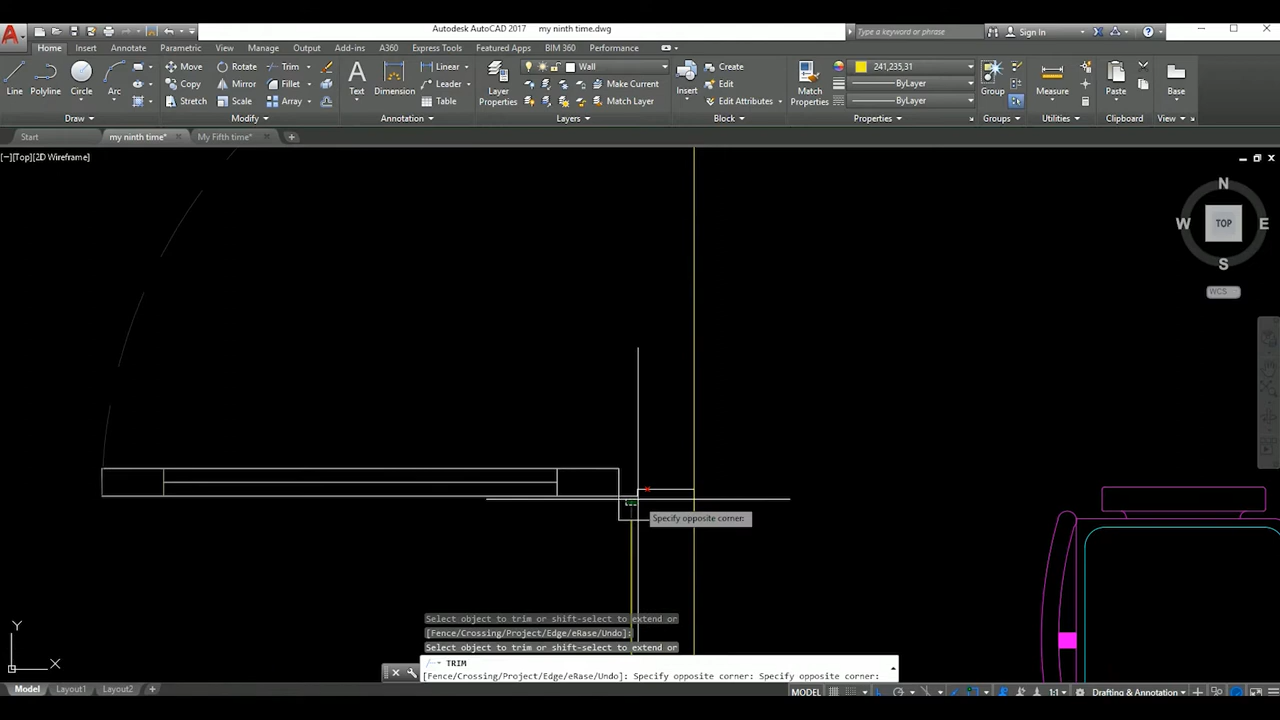 Autodesk AutoCAD 2017 my ninth time.dwg
Type a keyword or phrase
Sign In
Home Insert Annotate Parametric View Manage Output Add-ins A360 Express Tools Featured Apps BIM 360 Performance
Line Polyline Circle Arc
Move Rotate Trim
Copy Mirror Fillet
Stretch Scale Array
Text Dimension
Linear
Leader
Table
Layer Properties
Wall
Make Current
Match Layer
Insert
Create
Edit
Edit Attributes
Match Properties
241,235,31
ByLayer
ByLayer
Group
Measure
Paste
Base
Draw Modify Annotation Layers Block Properties Groups Utilities Clipboard View
Start my ninth time* My Fifth time*
[−][Top][2D Wireframe]
N
W TOP E
S
WCS
Specify opposite corner:
Select object to trim or shift-select to extend or
[Fence/Crossing/Project/Edge/eRase/Undo]:
Select object to trim or shift-select to extend or
TRIM
[Fence/Crossing/Project/Edge/eRase/Undo]: Specify opposite corner: Specify opposite corner:
Y
X
Model Layout1 Layout2
MODEL 1:1 Drafting & Annotation